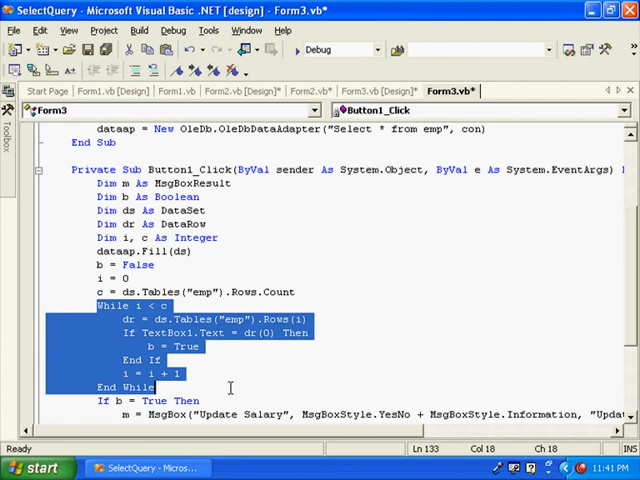 SelectQuery - Microsoft Visual Basic .NET [design] - Form3.vb*
File Edit View Project Build Debug Tools Window Help
Debug
Start Page Form1.vb [Design] Form1.vb Form2.vb [Design]* Form2.vb* Form3.vb [Design]* Form3.vb*
Form3 Button1_Click
Toolbox
dataap = New OleDb.OleDbDataAdapter("Select * from emp", con)
End Sub
Private Sub Button1_Click(ByVal sender As System.Object, ByVal e As System.EventArgs)
Dim m As MsgBoxResult
Dim b As Boolean
Dim ds As DataSet
Dim dr As DataRow
Dim i, c As Integer
dataap.Fill(ds)
b = False
i = 0
c = ds.Tables("emp").Rows.Count
While i < c
dr = ds.Tables("emp").Rows(i)
If TextBox1.Text = dr(0) Then
b = True
End If
i = i + 1
End While
If b = True Then
m = MsgBox("Update Salary", MsgBoxStyle.YesNo + MsgBoxStyle.Information, "Upda
Ready Ln 133 Col 18 Ch 18 INS
start SelectQuery - Micros... 11:41 PM